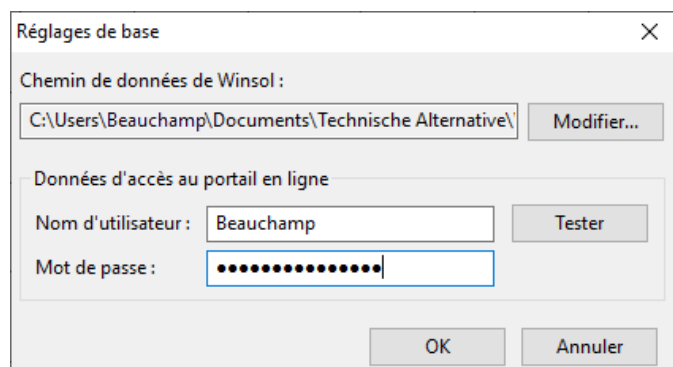 Réglages de base
Chemin de données de Winsol :
C:\Users\Beauchamp\Documents\Technische Alternative\
Modifier...
Données d'accès au portail en ligne
Nom d'utilisateur :
Beauchamp
Tester
Mot de passe :
•••••••••••••••
OK
Annuler